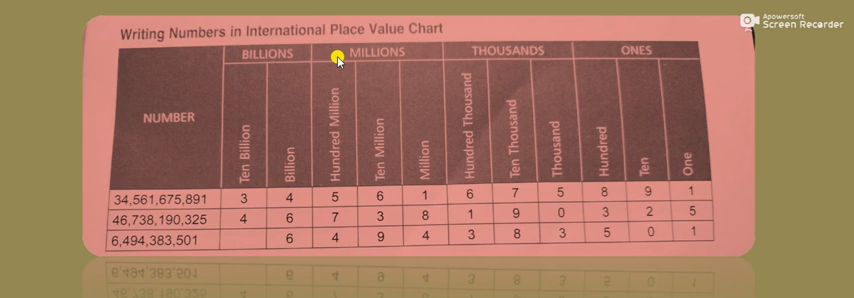 Apowersoft
Screen Recorder
Writing Numbers in International Place Value Chart
BILLIONS MILLIONS THOUSANDS ONES
NUMBER Ten Billion Billion Hundred Million Ten Million Million Hundred Thousand Ten Thousand Thousand Hundred Ten One
34,561,675,891 3 4 5 6 1 6 7 5 8 9 1
46,738,190,325 4 6 7 3 8 1 9 0 3 2 5
6,494,383,501 6 4 9 4 3 8 3 5 0 1